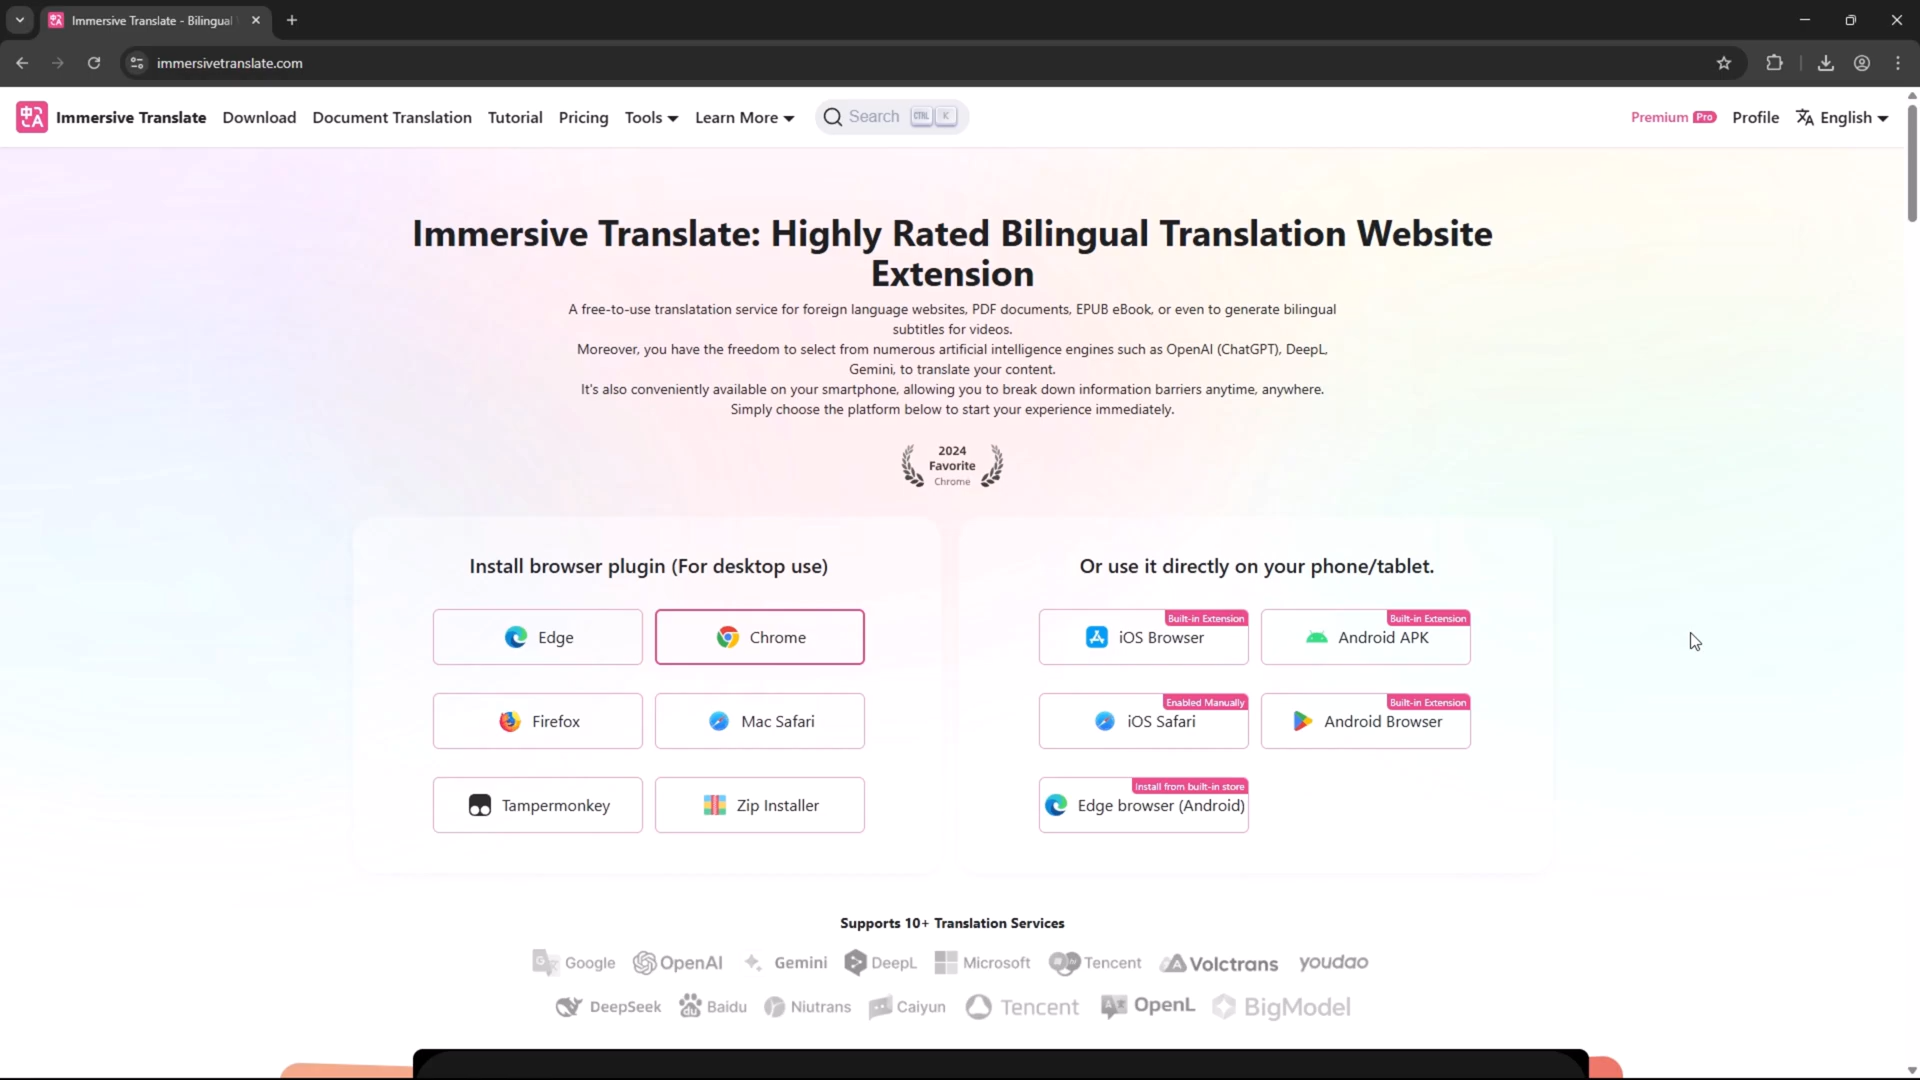 Immersive Translate - Bilingual
immersivetranslate.com
Immersive Translate Download Document Translation Tutorial Pricing Tools Learn More Search CTRL K Premium Pro Profile English
Immersive Translate: Highly Rated Bilingual Translation Website
Extension
A free-to-use translatation service for foreign language websites, PDF documents, EPUB eBook, or even to generate bilingual
subtitles for videos.
Moreover, you have the freedom to select from numerous artificial intelligence engines such as OpenAI (ChatGPT), DeepL,
Gemini, to translate your content.
It's also conveniently available on your smartphone, allowing you to break down information barriers anytime, anywhere.
Simply choose the platform below to start your experience immediately.
2024
Favorite
Chrome
Install browser plugin (For desktop use)
Edge Chrome
Firefox Mac Safari
Tampermonkey Zip Installer
Or use it directly on your phone/tablet.
Built-in Extension Built-in Extension
iOS Browser Android APK
Enabled Manually Built-in Extension
iOS Safari Android Browser
Install from built-in store
Edge browser (Android)
Supports 10+ Translation Services
Google OpenAI Gemini DeepL Microsoft Tencent Volctrans youdao
DeepSeek Baidu Niutrans Caiyun Tencent OpenL BigModel